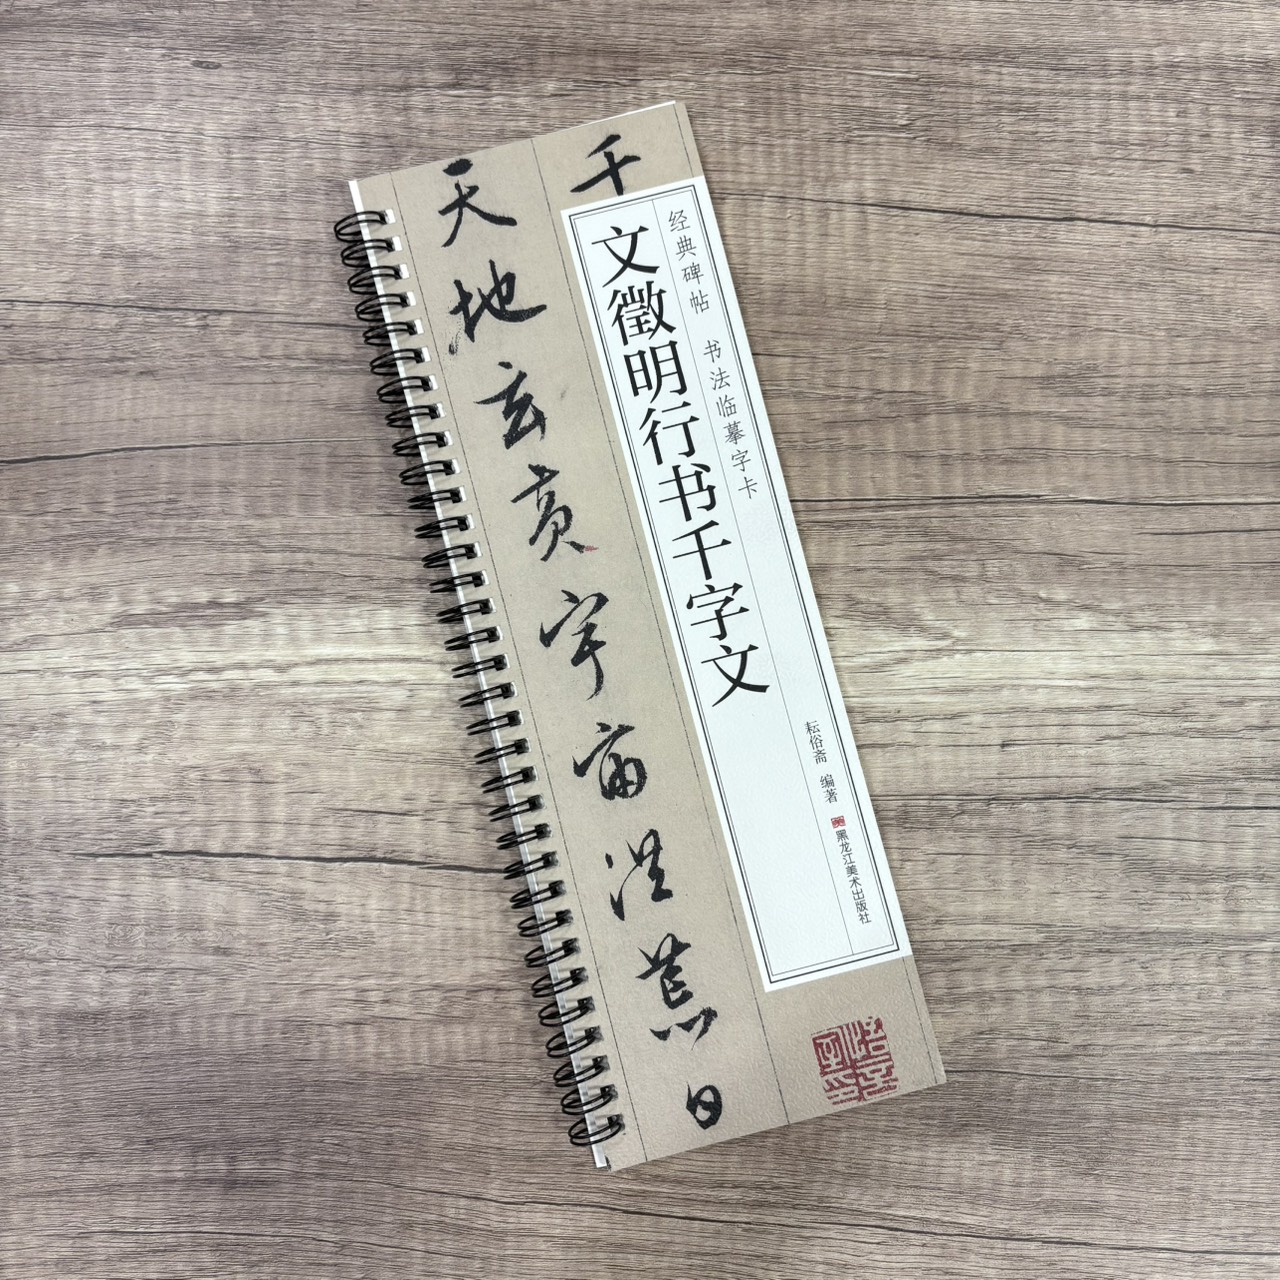 千
天地玄黄宇宙洪荒日
经典碑帖 书法临摹字卡
文徵明行书千字文
耘俗斋 编著
黑龙江美术出版社